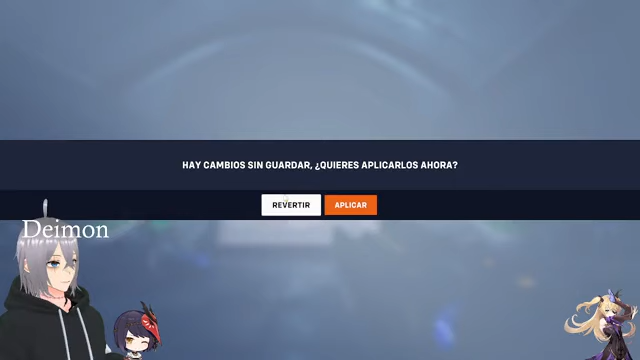 HAY CAMBIOS SIN GUARDAR, ¿QUIERES APLICARLOS AHORA?
REVERTIR APLICAR
Deimon